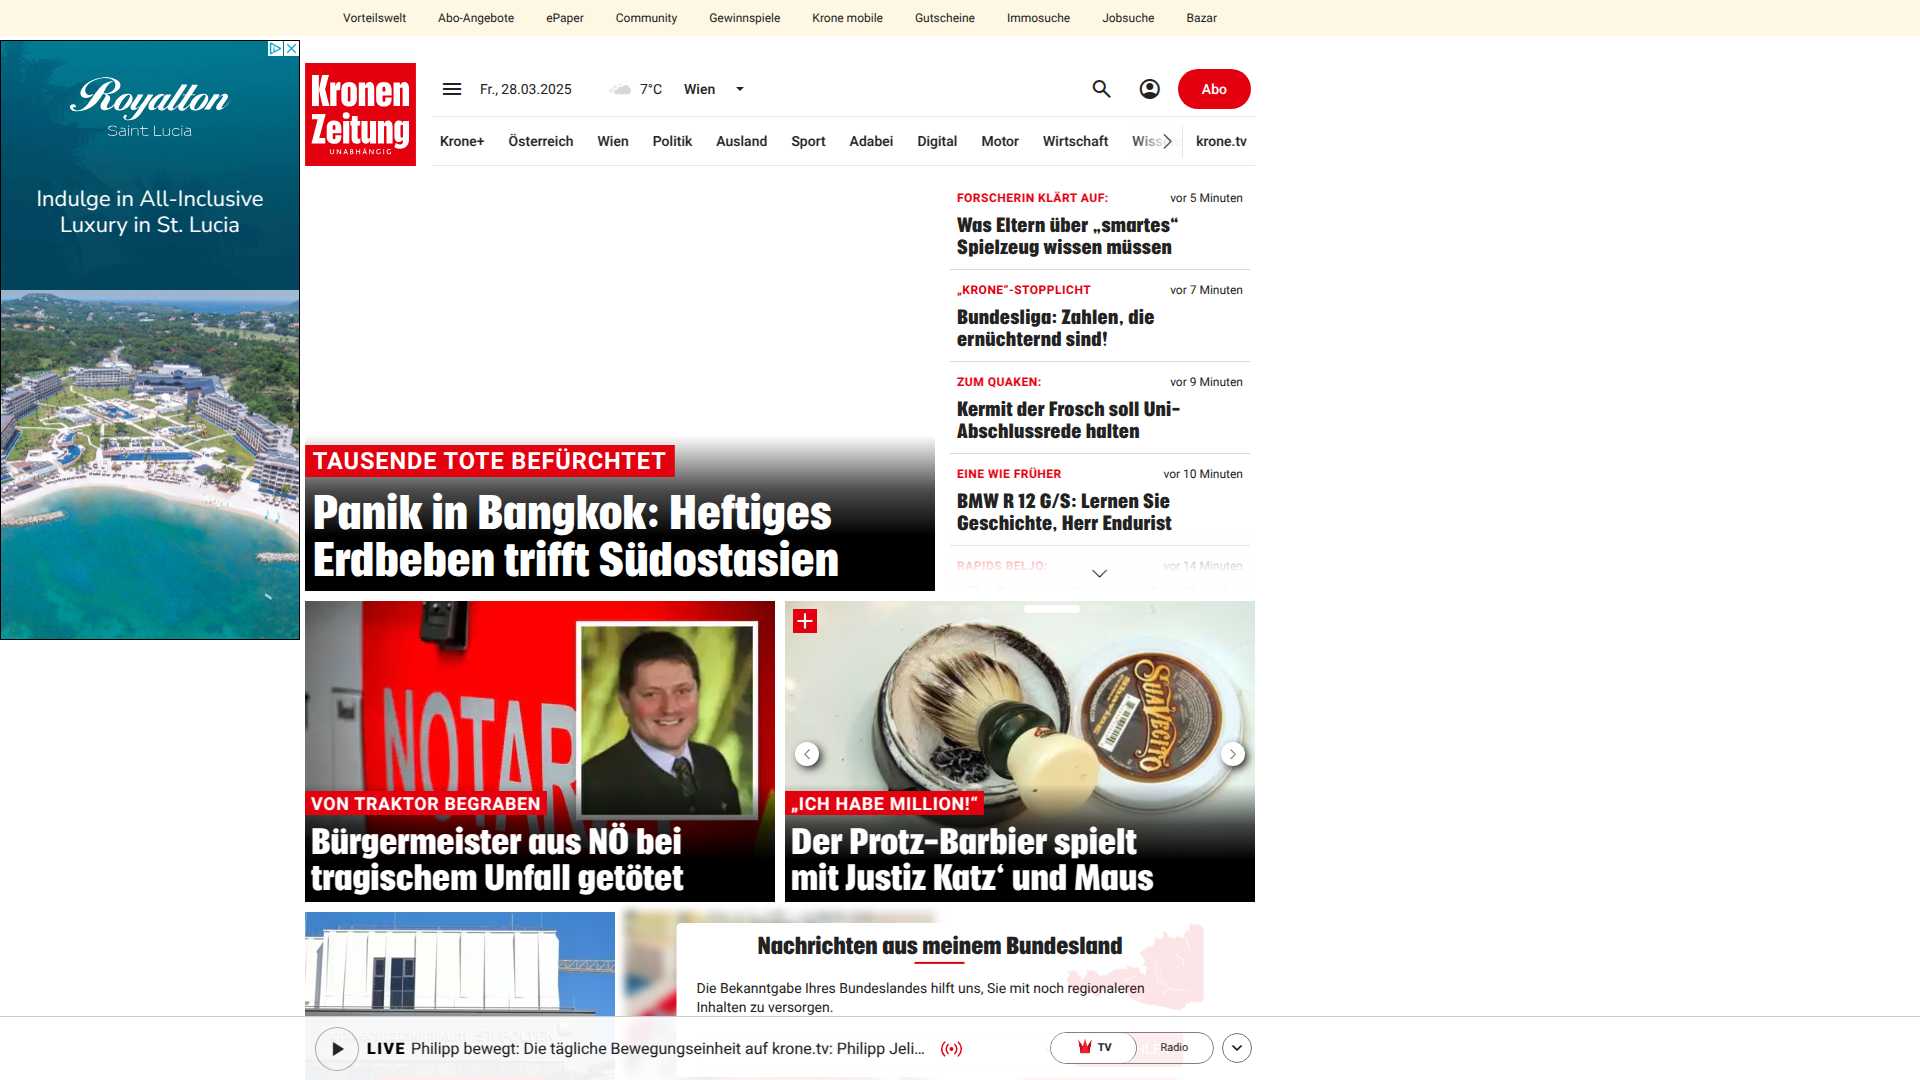 Vorteilswelt Abo-Angebote ePaper Community Gewinnspiele Krone mobile Gutscheine Immosuche Jobsuche Bazar
Royalton
Saint Lucia
Indulge in All-Inclusive
Luxury in St. Lucia
Kronen
Zeitung
UNABHÄNGIG
Fr., 28.03.2025 7°C Wien Abo
Krone+ Österreich Wien Politik Ausland Sport Adabei Digital Motor Wirtschaft Wiss krone.tv
TAUSENDE TOTE BEFÜRCHTET
Panik in Bangkok: Heftiges
Erdbeben trifft Südostasien
FORSCHERIN KLÄRT AUF: vor 5 Minuten
Was Eltern über „smartes“
Spielzeug wissen müssen
„KRONE“-STOPPLICHT vor 7 Minuten
Bundesliga: Zahlen, die
ernüchternd sind!
ZUM QUAKEN: vor 9 Minuten
Kermit der Frosch soll Uni-
Abschlussrede halten
EINE WIE FRÜHER vor 10 Minuten
BMW R 12 G/S: Lernen Sie
Geschichte, Herr Endurist
RAPIDS BELJO: vor 14 Minuten
NOTAR
VON TRAKTOR BEGRABEN
Bürgermeister aus NÖ bei
tragischem Unfall getötet
SUAVECITO
„ICH HABE MILLION!“
Der Protz-Barbier spielt
mit Justiz Katz‘ und Maus
Nachrichten aus meinem Bundesland
Die Bekanntgabe Ihres Bundeslandes hilft uns, Sie mit noch regionaleren
Inhalten zu versorgen.
LIVE Philipp bewegt: Die tägliche Bewegungseinheit auf krone.tv: Philipp Jeli...
TV Radio